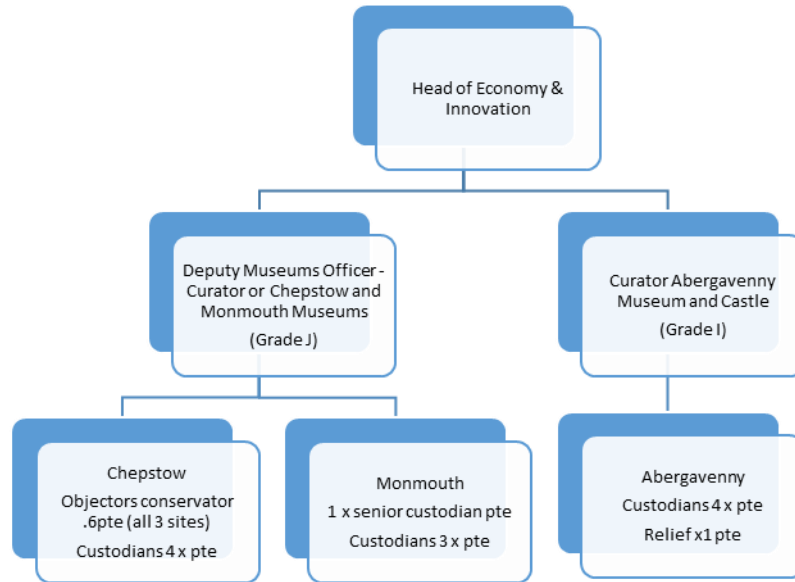 Head of Economy &
Innovation
Deputy Museums Officer -
Curator or Chepstow and
Monmouth Museums
(Grade J)
Curator Abergavenny
Museum and Castle
(Grade I)
Chepstow
Objectors conservator
.6pte (all 3 sites)
Custodians 4 x pte
Monmouth
1 x senior custodian pte
Custodians 3 x pte
Abergavenny
Custodians 4 x pte
Relief x1 pte